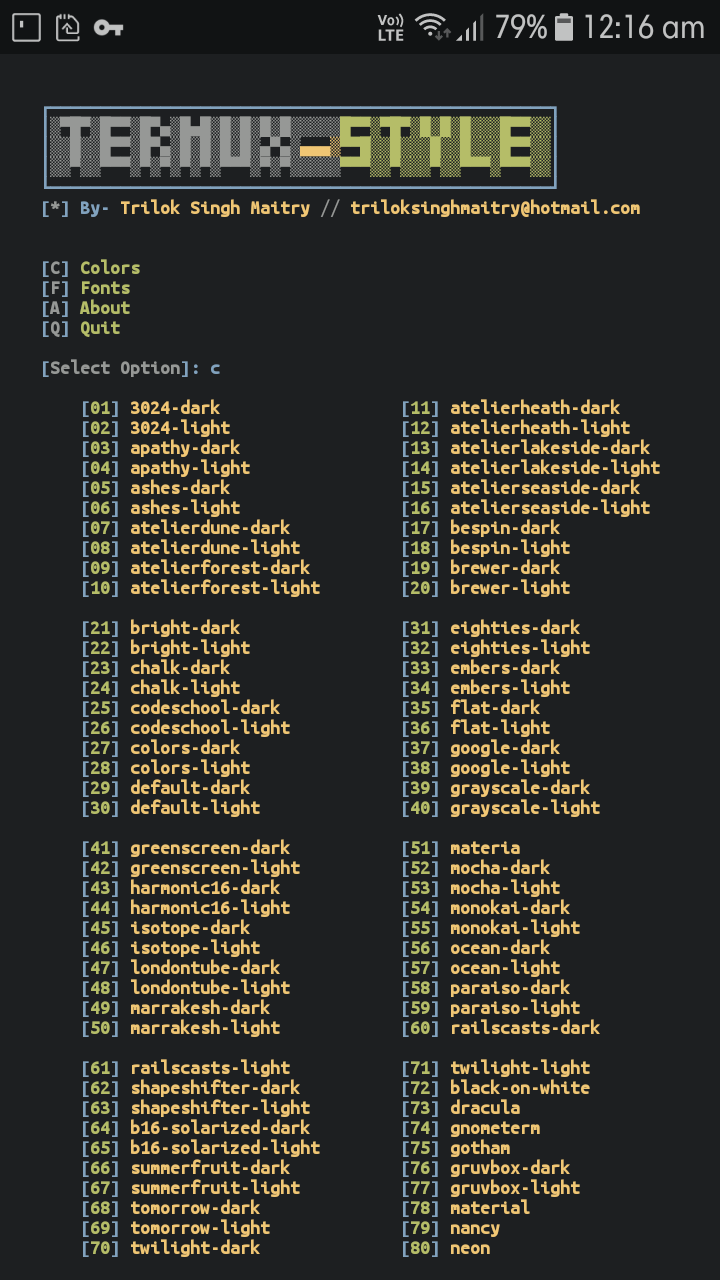 Vo)) LTE 79% 12:16 am
TERMUX-STYLE
[*] By- Trilok Singh Maitry // triloksinghmaitry@hotmail.com
[C] Colors
[F] Fonts
[A] About
[Q] Quit
[Select Option]: c
[01] 3024-dark [11] atelierheath-dark
[02] 3024-light [12] atelierheath-light
[03] apathy-dark [13] atelierlakeside-dark
[04] apathy-light [14] atelierlakeside-light
[05] ashes-dark [15] atelierseaside-dark
[06] ashes-light [16] atelierseaside-light
[07] atelierdune-dark [17] bespin-dark
[08] atelierdune-light [18] bespin-light
[09] atelierforest-dark [19] brewer-dark
[10] atelierforest-light [20] brewer-light
[21] bright-dark [31] eighties-dark
[22] bright-light [32] eighties-light
[23] chalk-dark [33] embers-dark
[24] chalk-light [34] embers-light
[25] codeschool-dark [35] flat-dark
[26] codeschool-light [36] flat-light
[27] colors-dark [37] google-dark
[28] colors-light [38] google-light
[29] default-dark [39] grayscale-dark
[30] default-light [40] grayscale-light
[41] greenscreen-dark [51] materia
[42] greenscreen-light [52] mocha-dark
[43] harmonic16-dark [53] mocha-light
[44] harmonic16-light [54] monokai-dark
[45] isotope-dark [55] monokai-light
[46] isotope-light [56] ocean-dark
[47] londontube-dark [57] ocean-light
[48] londontube-light [58] paraiso-dark
[49] marrakesh-dark [59] paraiso-light
[50] marrakesh-light [60] railscasts-dark
[61] railscasts-light [71] twilight-light
[62] shapeshifter-dark [72] black-on-white
[63] shapeshifter-light [73] dracula
[64] b16-solarized-dark [74] gnometerm
[65] b16-solarized-light [75] gotham
[66] summerfruit-dark [76] gruvbox-dark
[67] summerfruit-light [77] gruvbox-light
[68] tomorrow-dark [78] material
[69] tomorrow-light [79] nancy
[70] twilight-dark [80] neon